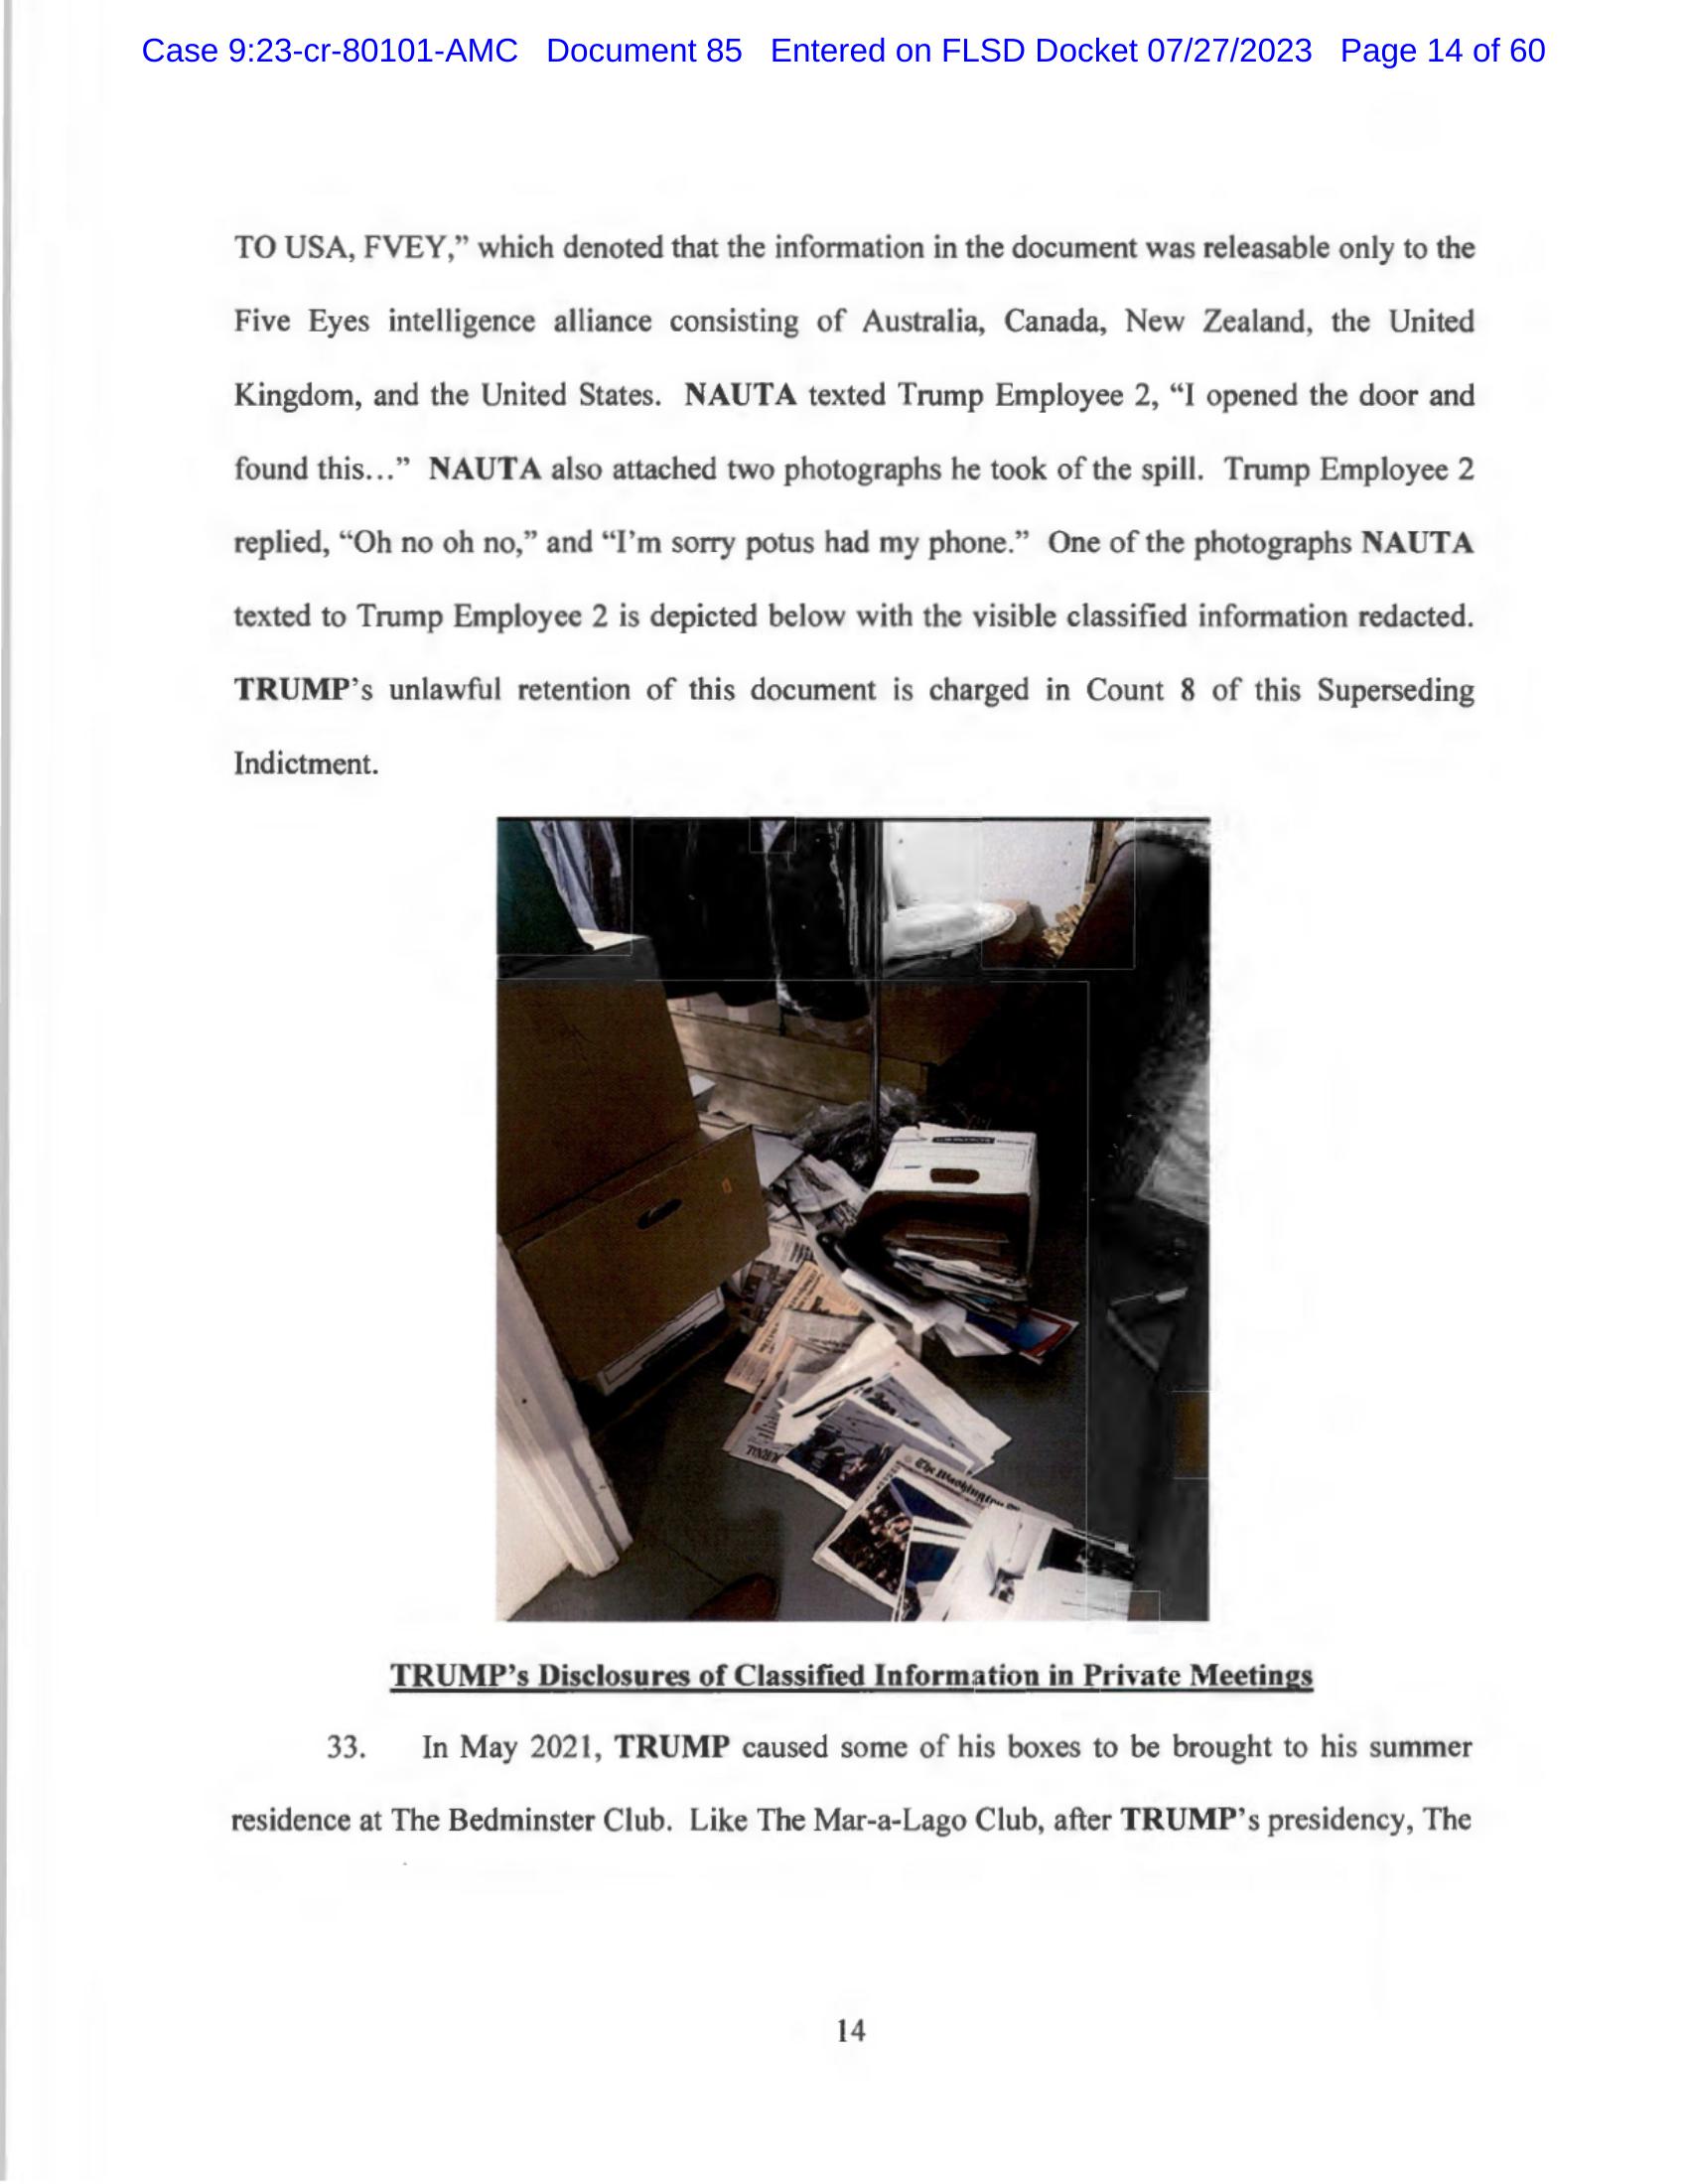 Case 9:23-cr-80101-AMC Document 85 Entered on FLSD Docket 07/27/2023 Page 14 of 60
TO USA, FVEY,” which denoted that the information in the document was releasable only to the
Five Eyes intelligence alliance consisting of Australia, Canada, New Zealand, the United
Kingdom, and the United States. NAUTA texted Trump Employee 2, “I opened the door and
found this…” NAUTA also attached two photographs he took of the spill. Trump Employee 2
replied, “Oh no oh no,” and “I’m sorry potus had my phone.” One of the photographs NAUTA
texted to Trump Employee 2 is depicted below with the visible classified information redacted.
TRUMP’s unlawful retention of this document is charged in Count 8 of this Superseding
Indictment.
The Washington
TRUMP’s Disclosures of Classified Information in Private Meetings
33. In May 2021, TRUMP caused some of his boxes to be brought to his summer
residence at The Bedminster Club. Like The Mar-a-Lago Club, after TRUMP’s presidency, The
14